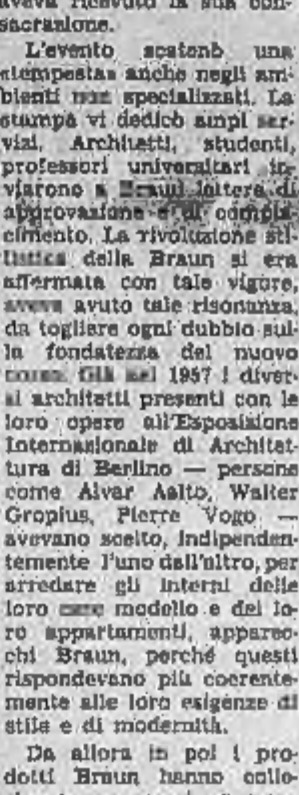 aveva ricevuto la sua con-
sacrazione.
L'evento scatenò una
«tempesta» anche negli am-
bienti non specializzati. La
stampa vi dedicò ampi ser-
vizi. Architetti, studenti,
professori universitari in-
viarono a Braun lettere di
approvazione e di compia-
cimento. La rivoluzione sti-
listica della Braun si era
affermata con tale vigore,
aveva avuto tale risonanza,
da togliere ogni dubbio sul-
la fondatezza del nuovo
corso. Già nel 1957 i diver-
si architetti presenti con le
loro opere all'Esposizione
Internazionale di Architet-
tura di Berlino — persone
come Alvar Aalto, Walter
Gropius, Pierre Vogo —
avevano scelto, indipenden-
temente l'uno dall'altro, per
arredare gli interni delle
loro case modello e dei lo-
ro appartamenti, apparec-
chi Braun, perché questi
rispondevano più coerente-
mente alle loro esigenze di
stile e di modernità.
Da allora in poi i pro-
dotti Braun hanno collo-